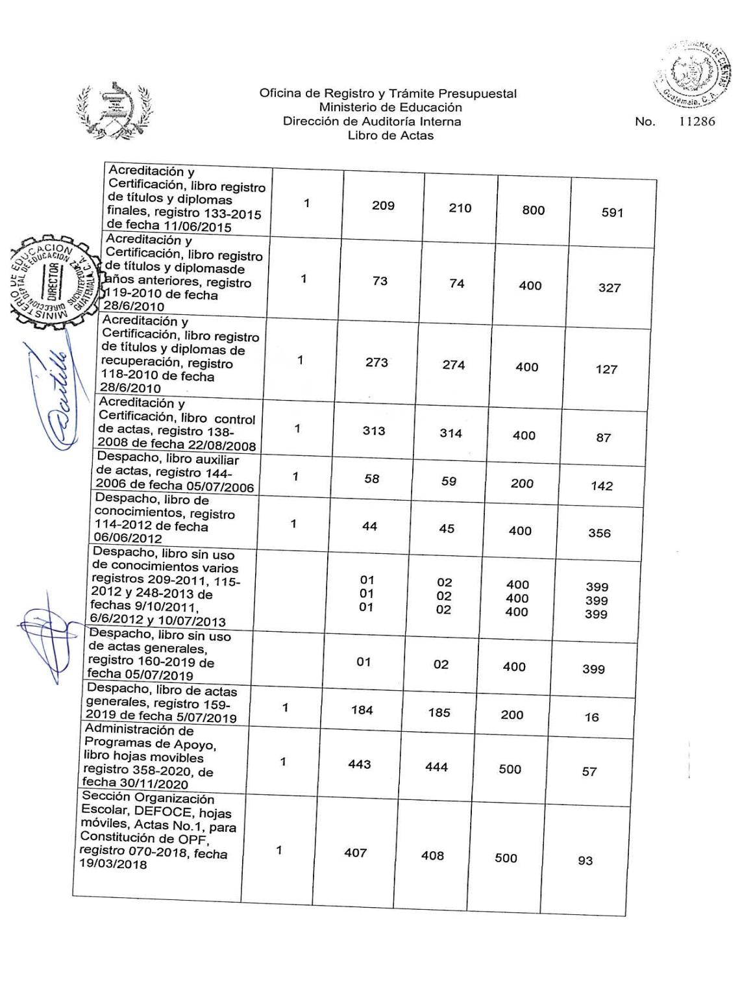 GENERAL DE CUENTAS
Guatemala, C. A.
Oficina de Registro y Trámite Presupuestal
Ministerio de Educación
Dirección de Auditoría Interna
No. 11286
Libro de Actas
Acreditación y
Certificación, libro registro
de títulos y diplomas
finales, registro 133-2015
de fecha 11/06/2015
1 209 210 800 591
Acreditación y
Certificación, libro registro
de títulos y diplomasde
años anteriores, registro
119-2010 de fecha
28/6/2010
1 73 74 400 327
Acreditación y
Certificación, libro registro
de títulos y diplomas de
recuperación, registro
118-2010 de fecha
28/6/2010
1 273 274 400 127
Acreditación y
Certificación, libro control
de actas, registro 138-
2008 de fecha 22/08/2008
1 313 314 400 87
Despacho, libro auxiliar
de actas, registro 144-
2006 de fecha 05/07/2006
1 58 59 200 142
Despacho, libro de
conocimientos, registro
114-2012 de fecha
06/06/2012
1 44 45 400 356
Despacho, libro sin uso
de conocimientos varios
registros 209-2011, 115-
2012 y 248-2013 de
fechas 9/10/2011,
6/6/2012 y 10/07/2013
01 02 400 399
01 02 400 399
01 02 400 399
Despacho, libro sin uso
de actas generales,
registro 160-2019 de
fecha 05/07/2019
01 02 400 399
Despacho, libro de actas
generales, registro 159-
2019 de fecha 5/07/2019
1 184 185 200 16
Administración de
Programas de Apoyo,
libro hojas movibles
registro 358-2020, de
fecha 30/11/2020
1 443 444 500 57
Sección Organización
Escolar, DEFOCE, hojas
móviles, Actas No.1, para
Constitución de OPF,
registro 070-2018, fecha
19/03/2018
1 407 408 500 93
MINISTERIO DE EDUCACION
GUATEMALA, C.A.
DIRECCION DEPTAL DE EDUCACION
SUCHITEPEQUEZ
DIRECTOR